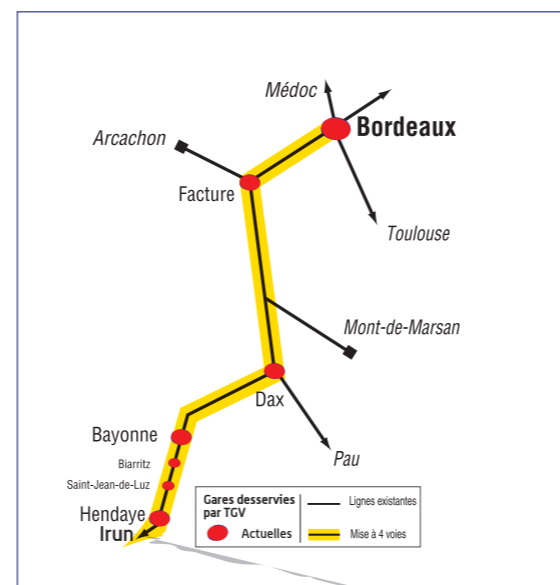 Médoc
Bordeaux
Arcachon
Facture
Toulouse
Mont-de-Marsan
Dax
Bayonne
Pau
Biarritz
Saint-Jean-de-Luz
Hendaye
Irun
Gares desservies
par TGV
Actuelles
Lignes existantes
Mise à 4 voies